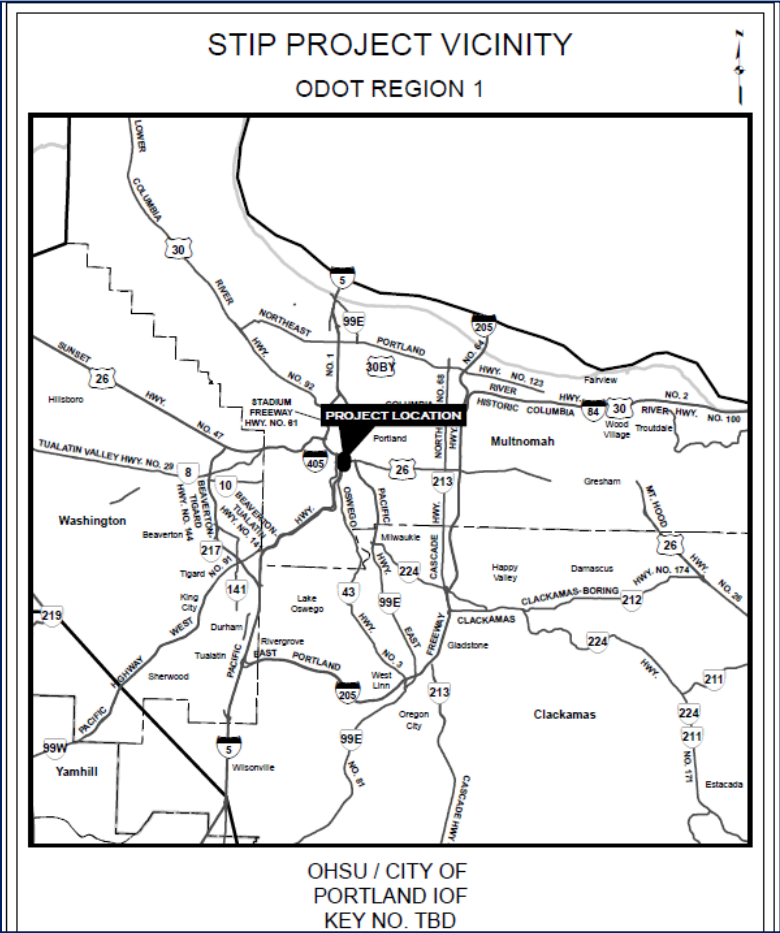 STIP PROJECT VICINITY
ODOT REGION 1
N
LOWER
COLUMBIA
30
RIVER
HWY.
NO. 92
5
99E
205
NORTHEAST
PORTLAND
HWY. NO. 123
NO. 1
30BY
NO. 64
NO. 68
SUNSET
26
HWY.
NO. 47
Hillsboro
STADIUM
FREEWAY
HWY. NO. 61
PROJECT LOCATION
COLUMBIA
RIVER
HWY.
NO. 2
Fairview
HISTORIC COLUMBIA
84
30
RIVER HWY. NO. 100
Wood
Village
Troutdale
Portland
Multnomah
NORTH
HWY.
TUALATIN VALLEY HWY. NO. 29
8
10
405
26
213
Gresham
MT. HOOD
26
HWY.
NO. 26
Washington
BEAVERTON-
TIGARD
HWY. NO. 144
BEAVERTON-
TUALATIN
HWY. NO. 141
HWY.
OSWEGO
PACIFIC
HWY.
CASCADE
HWY.
Beaverton
217
Milwaukie
Tigard
NO. 91
141
224
Happy
Valley
Damascus
HWY. NO. 174
CLACKAMAS-BORING
212
King
City
43
99E
EAST
Lake
Oswego
CLACKAMAS
219
WEST
Durham
Rivergrove
HWY.
NO. 3
FREEWAY
Gladstone
224
HWY.
Tualatin
PACIFIC
EAST PORTLAND
205
West
Linn
213
211
HIGHWAY
Sherwood
PACIFIC
Oregon
City
Clackamas
224
211
NO. 171
99W
5
99E
Yamhill
Wilsonville
NO. 81
CASCADE HWY
Estacada
OHSU / CITY OF
PORTLAND IOF
KEY NO. TBD